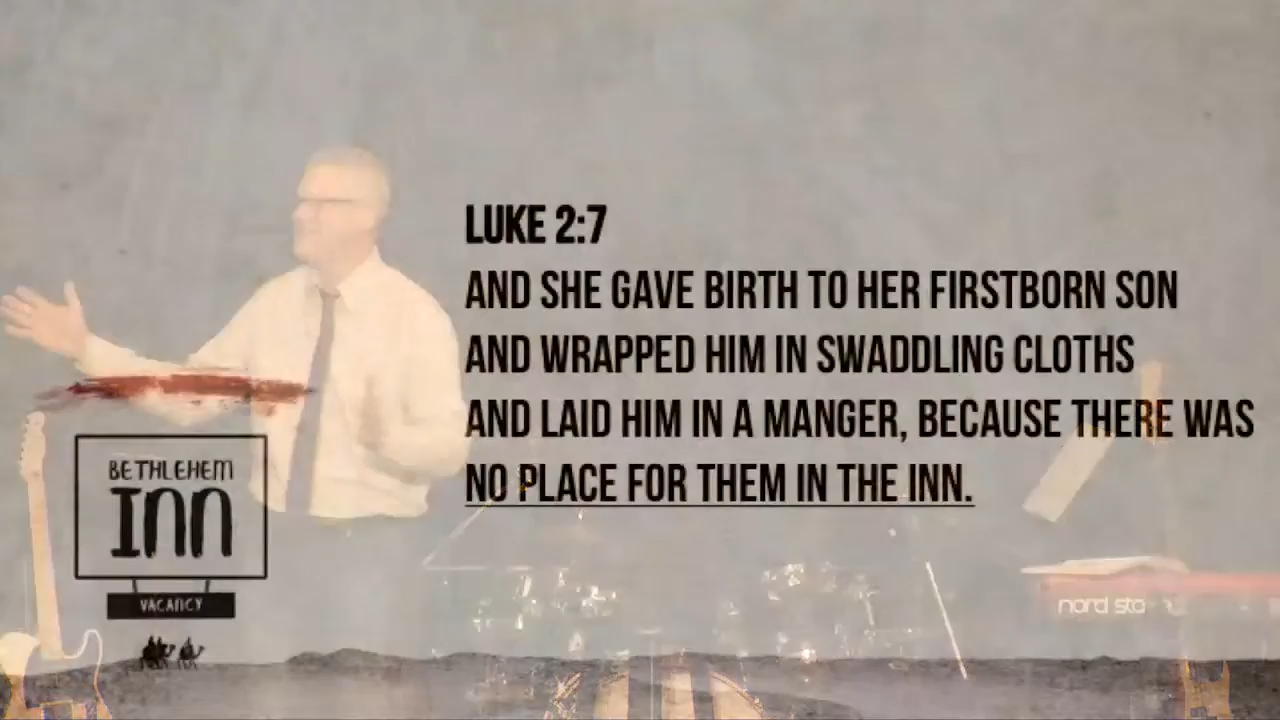 LUKE 2:7
AND SHE GAVE BIRTH TO HER FIRSTBORN SON
AND WRAPPED HIM IN SWADDLING CLOTHS
AND LAID HIM IN A MANGER, BECAUSE THERE WAS
NO PLACE FOR THEM IN THE INN.
BETHLEHEM
INN
VACANCY
nord sta